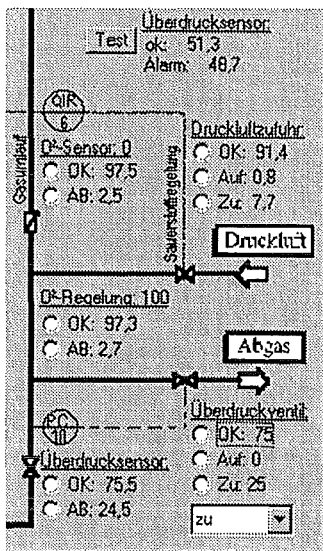 Überdrucksensor:
Test
ok: 51,3
Alarm: 48,7
QIR
6
Gasumlauf
Sauerstoffregelung
O²-Sensor: 0
OK: 97,5
AB: 2,5
Druckluftzufuhr:
OK: 91,4
Auf: 0,8
Zu: 7,7
Druckluft
O²-Regelung: 100
OK: 97,3
AB: 2,7
Abgas
PC
10
Überdruckventil:
OK: 75
Auf: 0
Zu: 25
Überdrucksensor:
OK: 75,5
AB: 24,5
zu